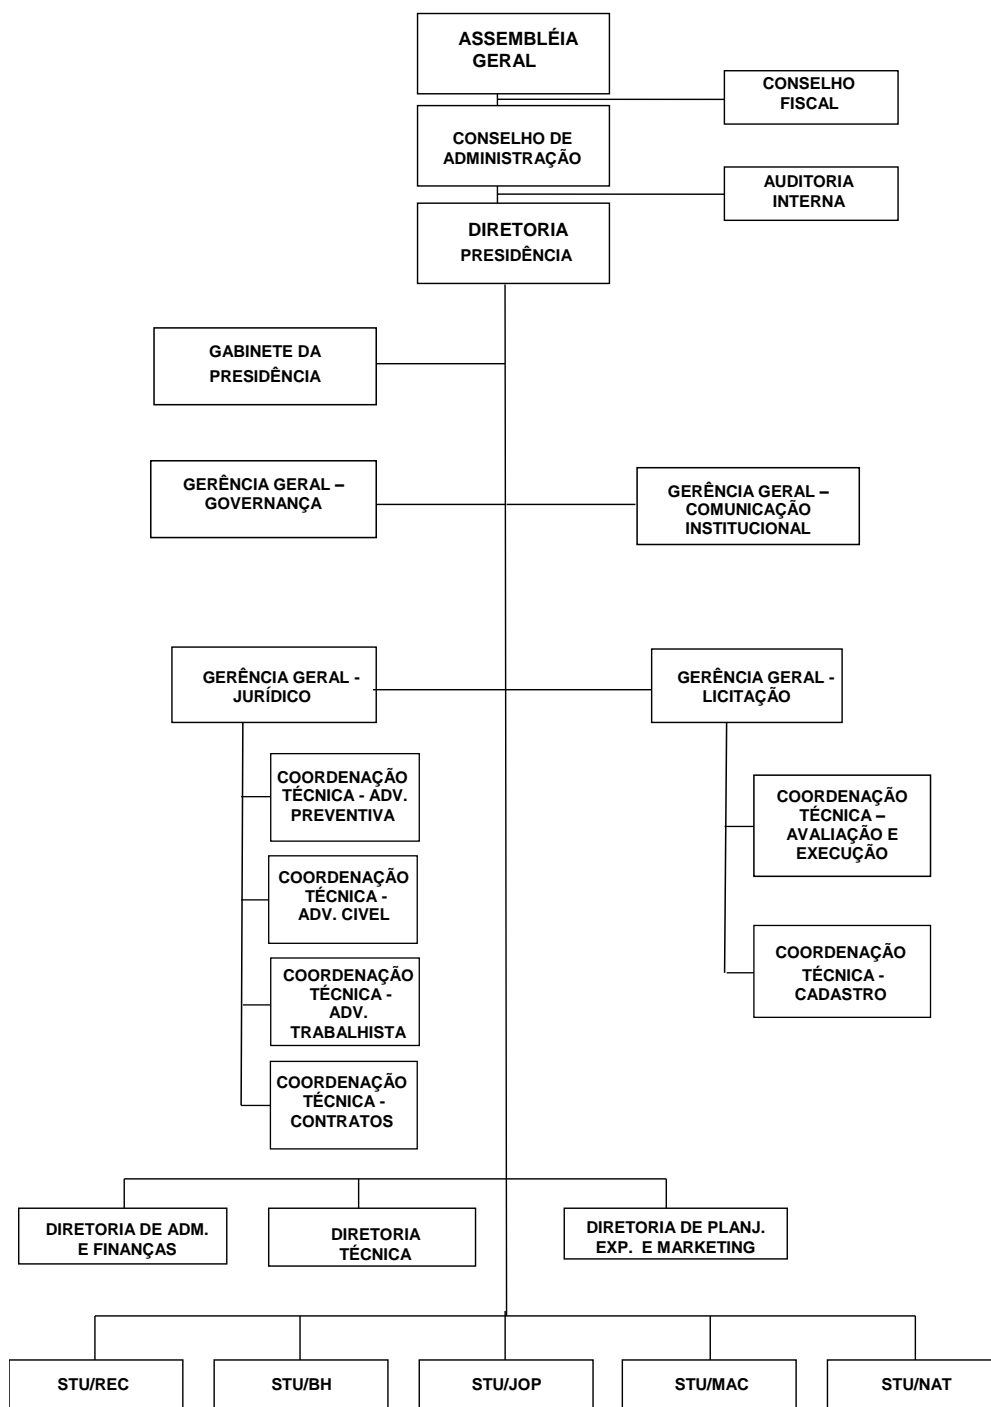 ASSEMBLÉIA
GERAL
CONSELHO
FISCAL
CONSELHO DE
ADMINISTRAÇÃO
AUDITORIA
INTERNA
DIRETORIA
PRESIDÊNCIA
GABINETE DA
PRESIDÊNCIA
GERÊNCIA GERAL –
GOVERNANÇA
GERÊNCIA GERAL –
COMUNICAÇÃO
INSTITUCIONAL
GERÊNCIA GERAL -
JURÍDICO
GERÊNCIA GERAL -
LICITAÇÃO
COORDENAÇÃO
TÉCNICA - ADV.
PREVENTIVA
COORDENAÇÃO
TÉCNICA -
ADV. CIVEL
COORDENAÇÃO
TÉCNICA -
ADV.
TRABALHISTA
COORDENAÇÃO
TÉCNICA -
CONTRATOS
COORDENAÇÃO
TÉCNICA –
AVALIAÇÃO E
EXECUÇÃO
COORDENAÇÃO
TÉCNICA -
CADASTRO
DIRETORIA DE ADM.
E FINANÇAS
DIRETORIA
TÉCNICA
DIRETORIA DE PLANJ.
EXP. E MARKETING
STU/REC
STU/BH
STU/JOP
STU/MAC
STU/NAT